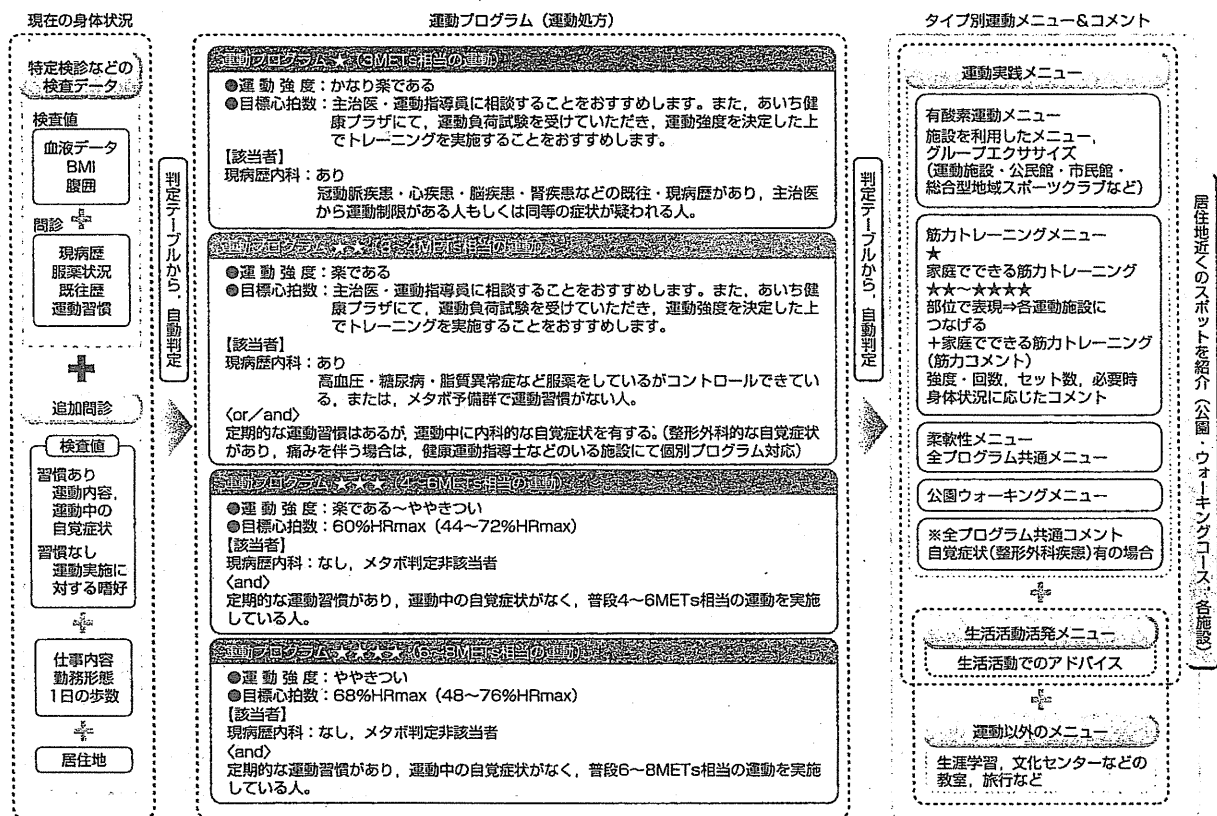 現在の身体状況
特定検診などの
検査データ
検査値
血液データ
BMI
腹囲
問診
現病歴
服薬状況
既往歴
運動習慣
追加問診
検査値
習慣あり
運動内容,
運動中の
自覚症状
習慣なし
運動実施に
対する嗜好
仕事内容
勤務形態
1日の歩数
居住地
判定テーブルから,自動判定
運動プログラム(運動処方)
運動プログラム★(3METs相当の運動)
●運動強度:かなり楽である
●目標心拍数:主治医・運動指導員に相談することをおすすめします。また,あいち健
康プラザにて,運動負荷試験を受けていただき,運動強度を決定した上
でトレーニングを実施することをおすすめします。
【該当者】
現病歴内科:あり
冠動脈疾患・心疾患・脳疾患・腎疾患などの既往・現病歴があり,主治医
から運動制限がある人もしくは同等の症状が疑われる人。
運動プログラム★★(3~4METs相当の運動)
●運動強度:楽である
●目標心拍数:主治医・運動指導員に相談することをおすすめします。また,あいち健
康プラザにて,運動負荷試験を受けていただき,運動強度を決定した上
でトレーニングを実施することをおすすめします。
【該当者】
現病歴内科:あり
高血圧・糖尿病・脂質異常症など服薬をしているがコントロールできてい
る,または,メタボ予備群で運動習慣がない人。
〈or/and〉
定期的な運動習慣はあるが,運動中に内科的な自覚症状を有する。(整形外科的な自覚症状
があり,痛みを伴う場合は,健康運動指導士などのいる施設にて個別プログラム対応)
運動プログラム★★★(4~6METs相当の運動)
●運動強度:楽である~ややきつい
●目標心拍数:60%HRmax(44~72%HRmax)
【該当者】
現病歴内科:なし,メタボ判定非該当者
〈and〉
定期的な運動習慣があり,運動中の自覚症状がなく,普段4~6METs相当の運動を実施
している人。
運動プログラム★★★★(6~8METs相当の運動)
●運動強度:ややきつい
●目標心拍数:68%HRmax(48~76%HRmax)
【該当者】
現病歴内科:なし,メタボ判定非該当者
〈and〉
定期的な運動習慣があり,運動中の自覚症状がなく,普段6~8METs相当の運動を実施
している人。
判定テーブルから,自動判定
タイプ別運動メニュー&コメント
運動実践メニュー
有酸素運動メニュー
施設を利用したメニュー,
グループエクササイズ
(運動施設・公民館・市民館・
総合型地域スポーツクラブなど)
筋力トレーニングメニュー
★
家庭でできる筋力トレーニング
★★~★★★★
部位で表現⇒各運動施設に
つなげる
+家庭でできる筋力トレーニング
(筋力コメント)
強度・回数,セット数,必要時
身体状況に応じたコメント
柔軟性メニュー
全プログラム共通メニュー
公園ウォーキングメニュー
※全プログラム共通コメント
自覚症状(整形外科疾患)有の場合
生活活動活発メニュー
生活活動でのアドバイス
運動以外のメニュー
生涯学習,文化センターなどの
教室,旅行など
居住地近くのスポットを紹介(公園・ウォーキングコース,各施設)